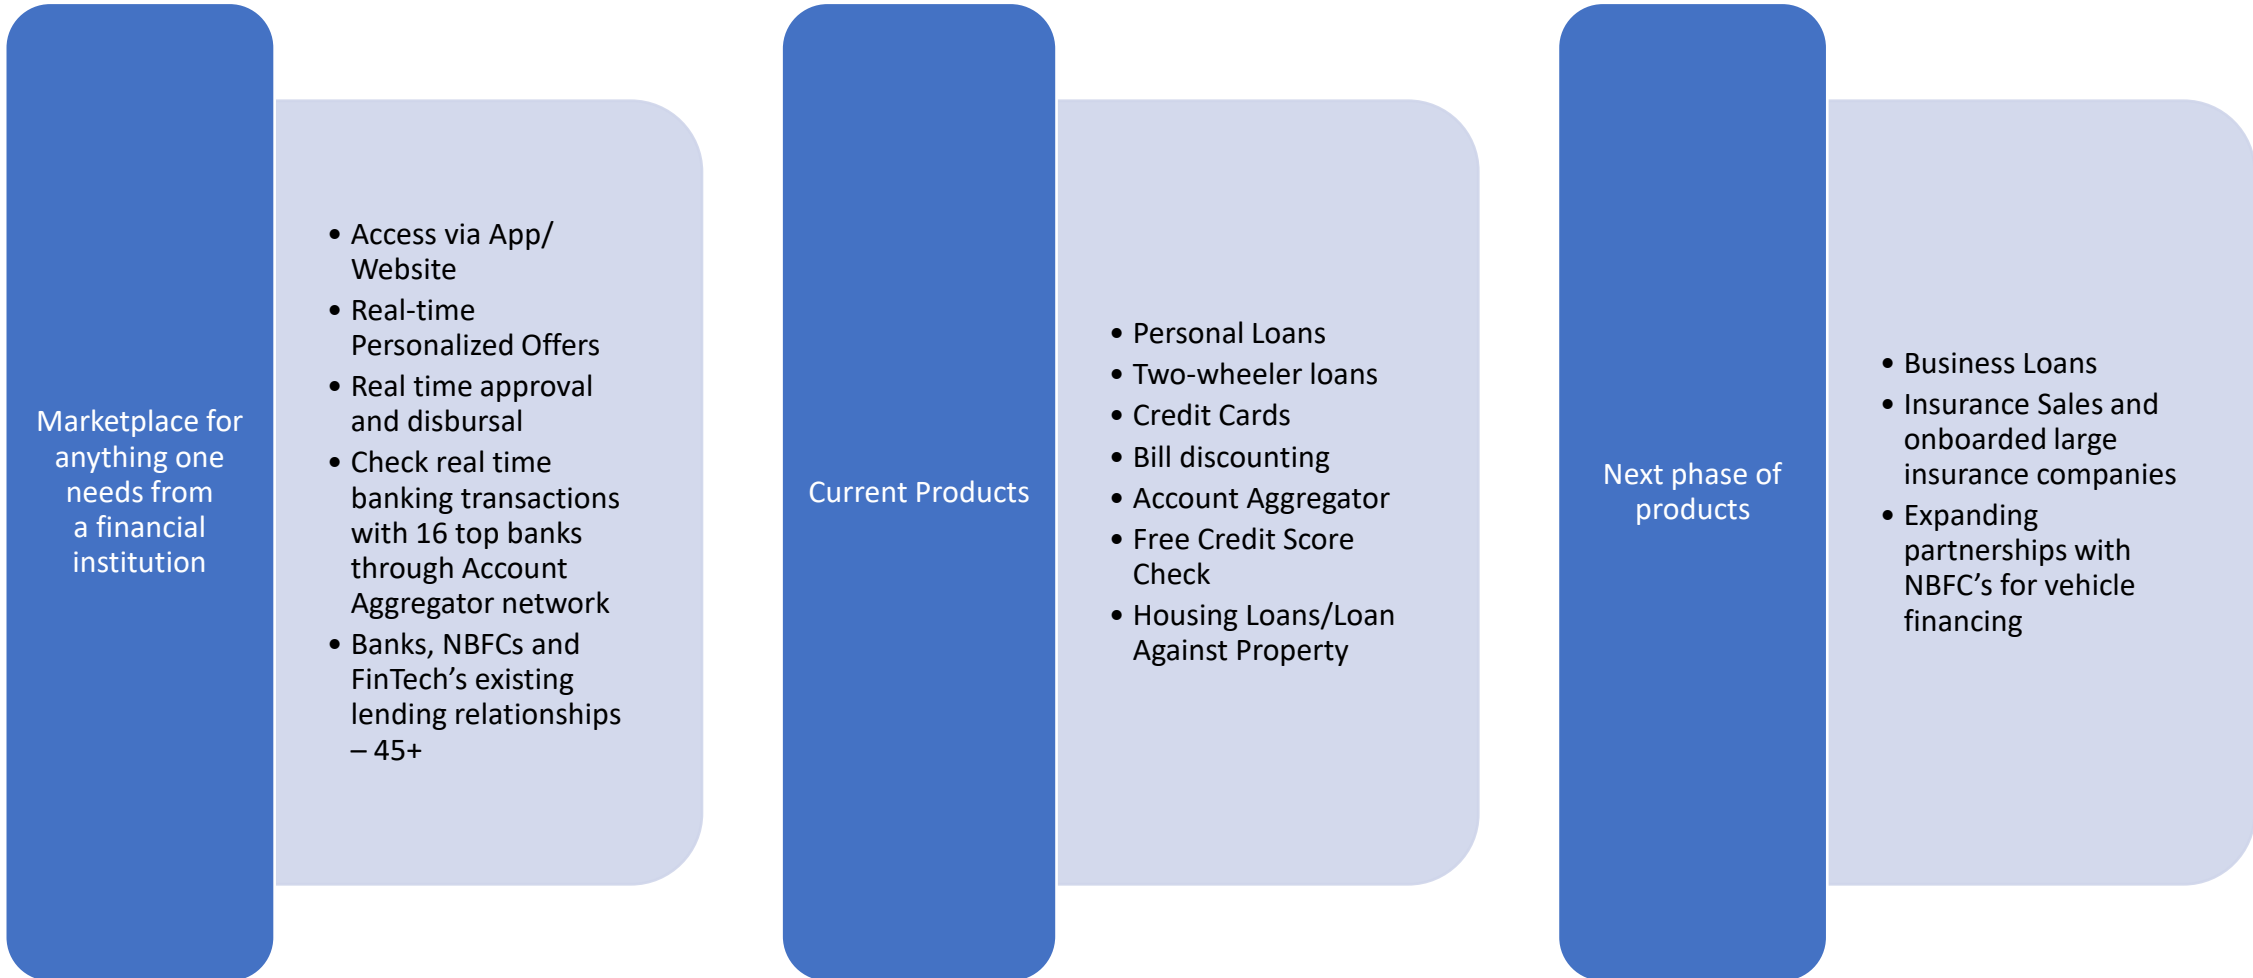 Marketplace for
anything one
needs from
a financial
institution
• Access via App/
Website
• Real-time
Personalized Offers
• Real time approval
and disbursal
• Check real time
banking transactions
with 16 top banks
through Account
Aggregator network
• Banks, NBFCs and
FinTech’s existing
lending relationships
– 45+
Current Products
• Personal Loans
• Two-wheeler loans
• Credit Cards
• Bill discounting
• Account Aggregator
• Free Credit Score
Check
• Housing Loans/Loan
Against Property
Next phase of
products
• Business Loans
• Insurance Sales and
onboarded large
insurance companies
• Expanding
partnerships with
NBFC’s for vehicle
financing